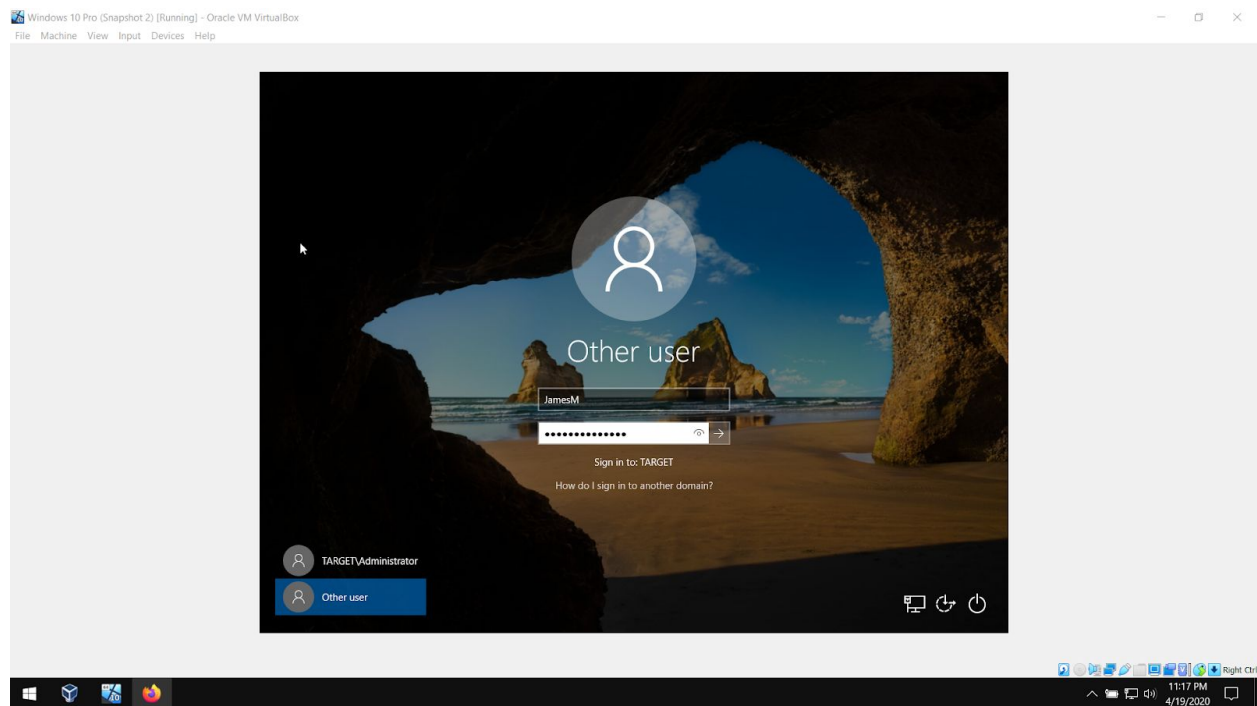 Windows 10 Pro (Snapshot 2) [Running] - Oracle VM VirtualBox
File Machine View Input Devices Help
Other user
JamesM
••••••••••••••
Sign in to: TARGET
How do I sign in to another domain?
TARGET\Administrator
Other user
Right Ctrl
11:17 PM
4/19/2020